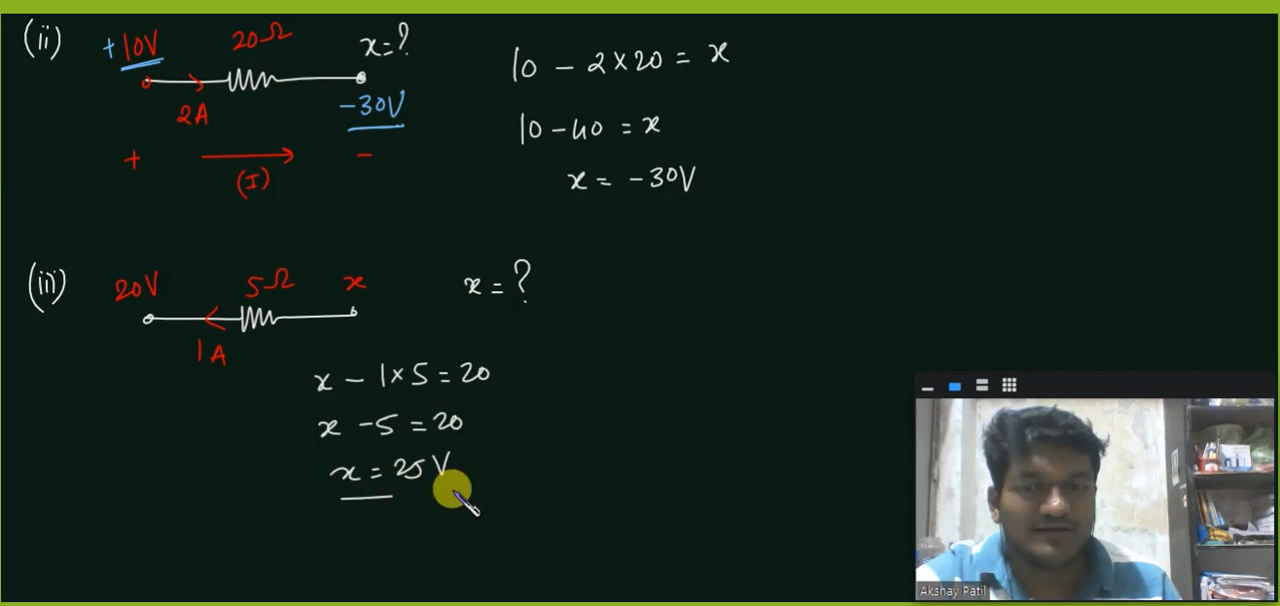 (ii) +10V 20Ω x=?
2A -30V
+ (I) -
10 - 2×20 = x
10 - 40 = x
x = -30V
(iii) 20V 5Ω x x = ?
1A
x - 1×5 = 20
x - 5 = 20
x = 25V
Akshay Patil